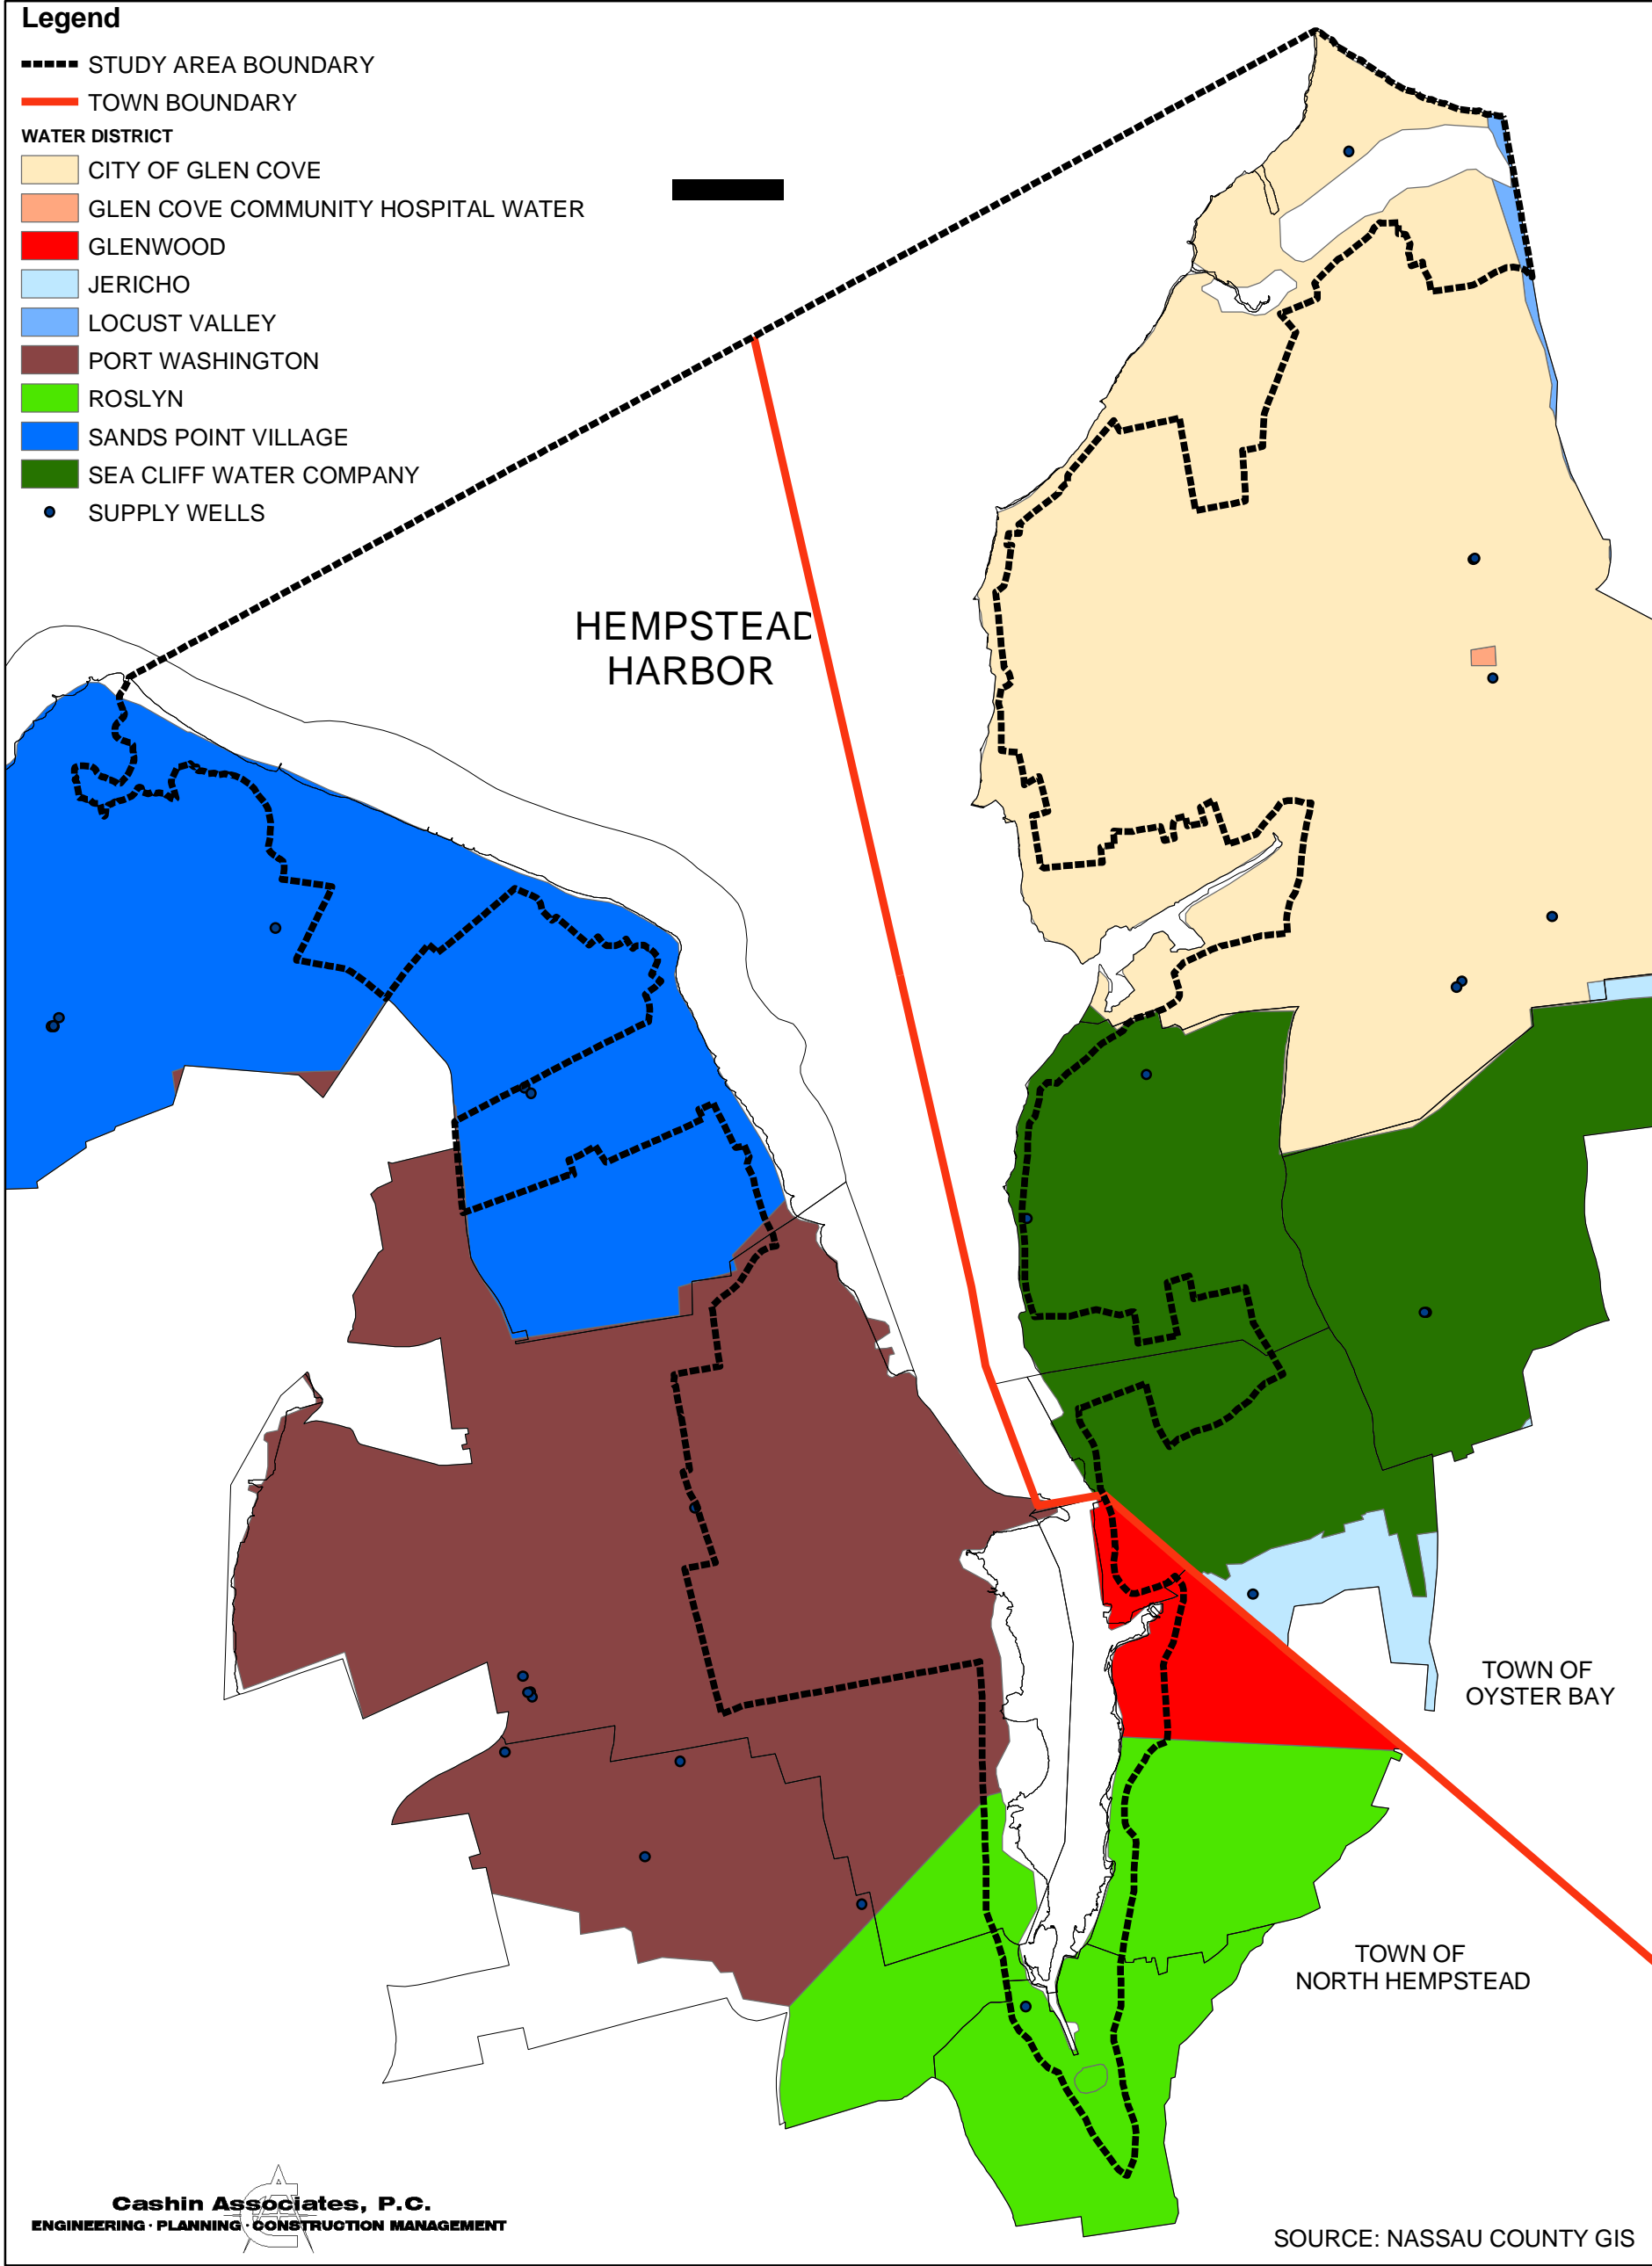 Legend
STUDY AREA BOUNDARY
TOWN BOUNDARY
WATER DISTRICT
CITY OF GLEN COVE
GLEN COVE COMMUNITY HOSPITAL WATER
GLENWOOD
JERICHO
LOCUST VALLEY
PORT WASHINGTON
ROSLYN
SANDS POINT VILLAGE
SEA CLIFF WATER COMPANY
SUPPLY WELLS
HEMPSTEAD
HARBOR
TOWN OF
OYSTER BAY
TOWN OF
NORTH HEMPSTEAD
Cashin Associates, P.C.
ENGINEERING · PLANNING · CONSTRUCTION MANAGEMENT
SOURCE: NASSAU COUNTY GIS